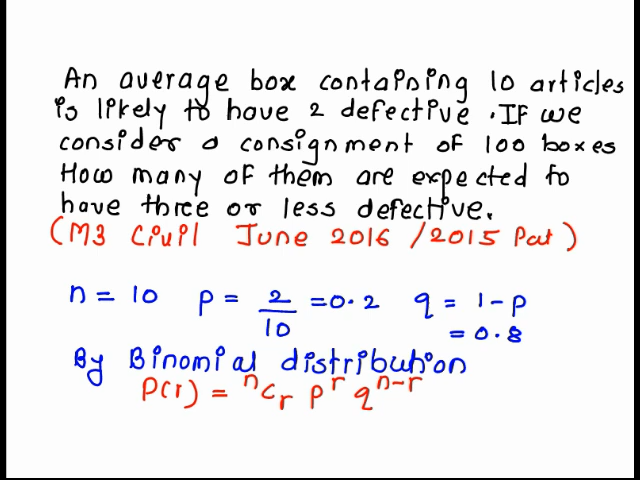 An average box containing 10 articles
is likely to have 2 defective . If we
consider a consignment of 100 boxes
How many of them are expected to
have three or less defective.
(M3 Civil June 2016 / 2015 Pat)
n = 10 p = 2/10 = 0.2 q = 1 - p
= 0.8
By Binomial distribution
P(r) = ⁿCᵣ pʳ qⁿ⁻ʳ